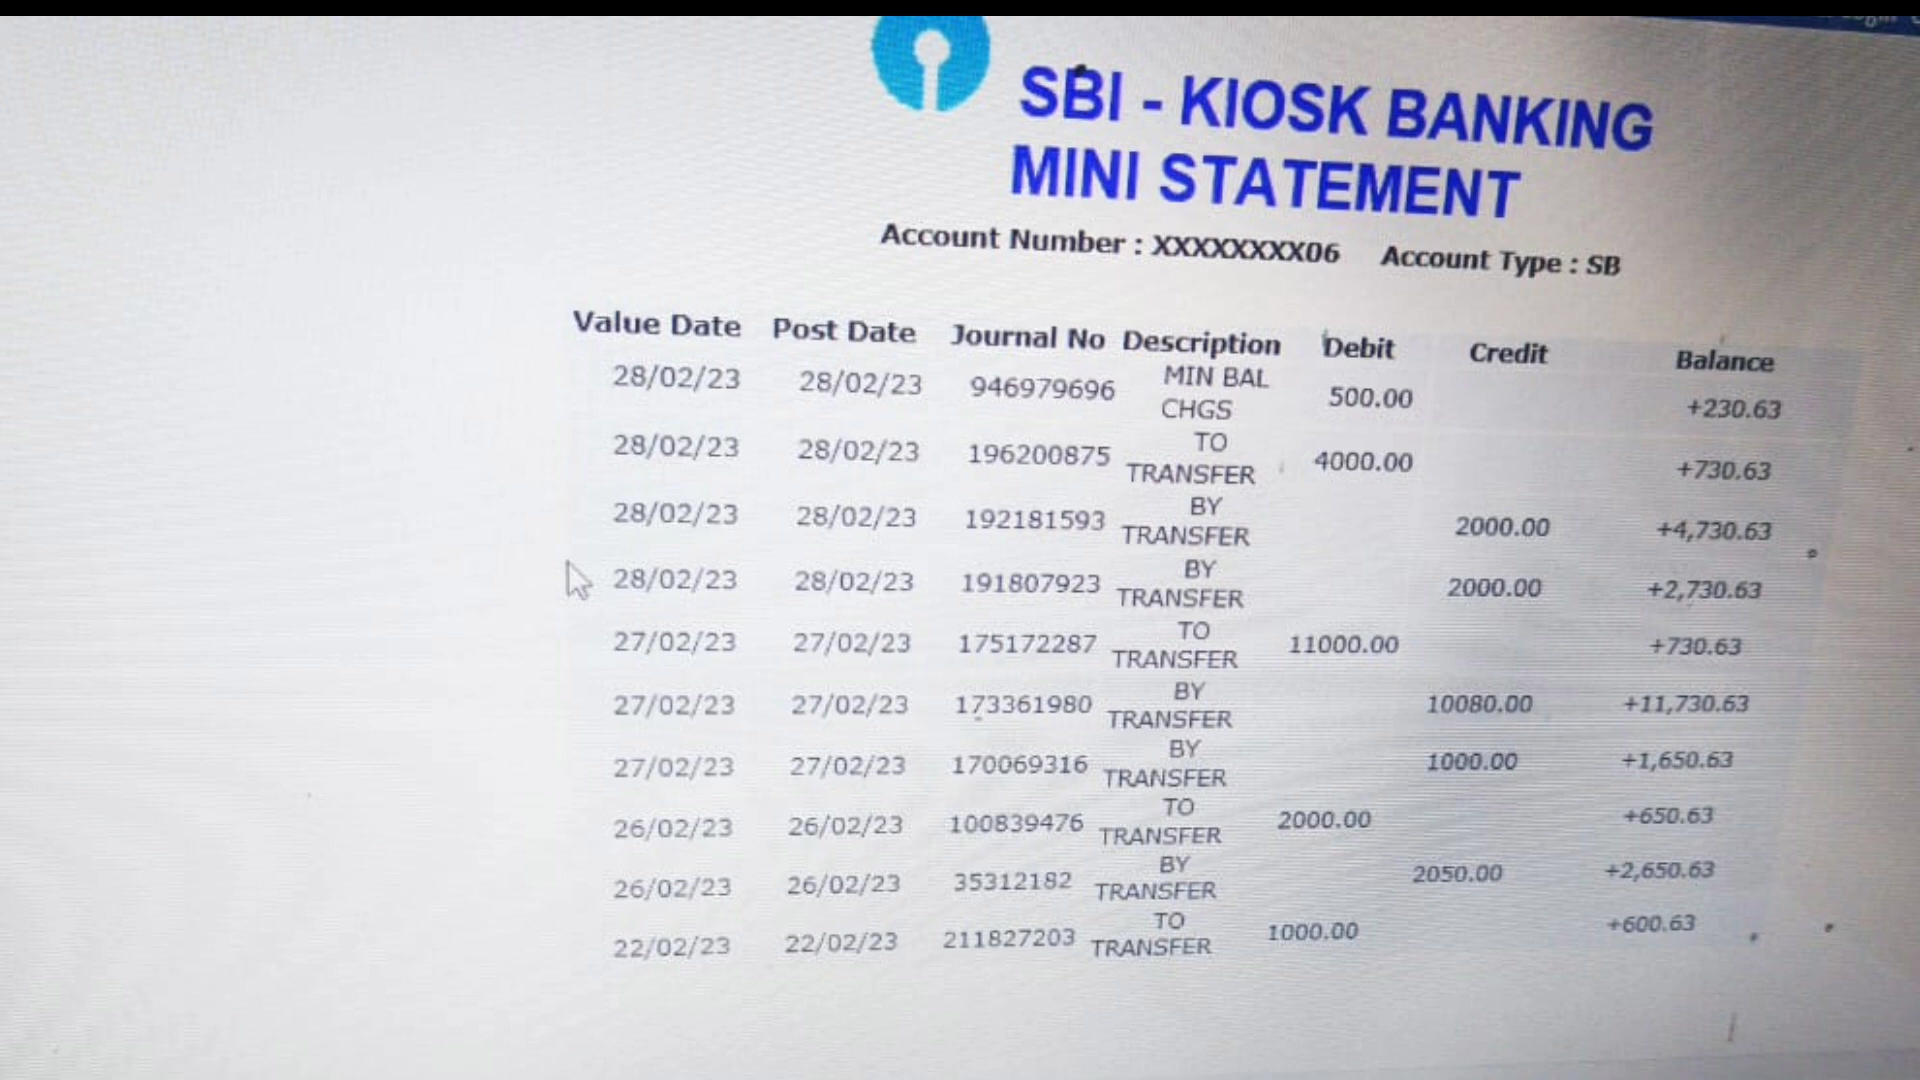 SBI - KIOSK BANKING
MINI STATEMENT
Account Number : XXXXXXXX06 Account Type : SB
Value Date Post Date Journal No Description Debit Credit Balance
28/02/23 28/02/23 946979696 MIN BAL CHGS 500.00 +230.63
28/02/23 28/02/23 196200875 TO TRANSFER 4000.00 +730.63
28/02/23 28/02/23 192181593 BY TRANSFER 2000.00 +4,730.63
28/02/23 28/02/23 191807923 BY TRANSFER 2000.00 +2,730.63
27/02/23 27/02/23 175172287 TO TRANSFER 11000.00 +730.63
27/02/23 27/02/23 173361980 BY TRANSFER 10080.00 +11,730.63
27/02/23 27/02/23 170069316 BY TRANSFER 1000.00 +1,650.63
26/02/23 26/02/23 100839476 TO TRANSFER 2000.00 +650.63
26/02/23 26/02/23 35312182 BY TRANSFER 2050.00 +2,650.63
22/02/23 22/02/23 211827203 TO TRANSFER 1000.00 +600.63